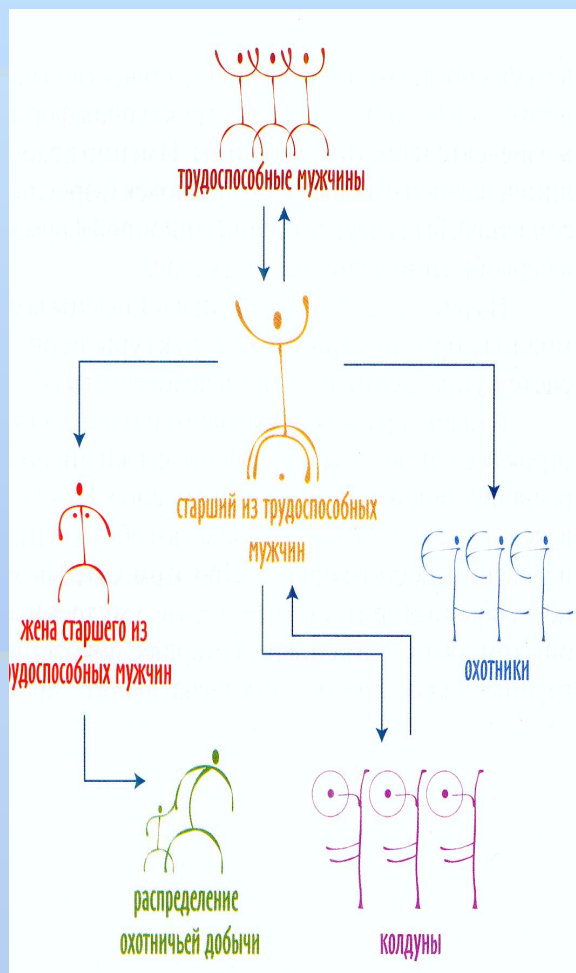 трудоспособные мужчины
старший из трудоспособных
мужчин
жена старшего из
рудоспособных мужчин
охотники
распределение
охотничьей добычи
колдуны